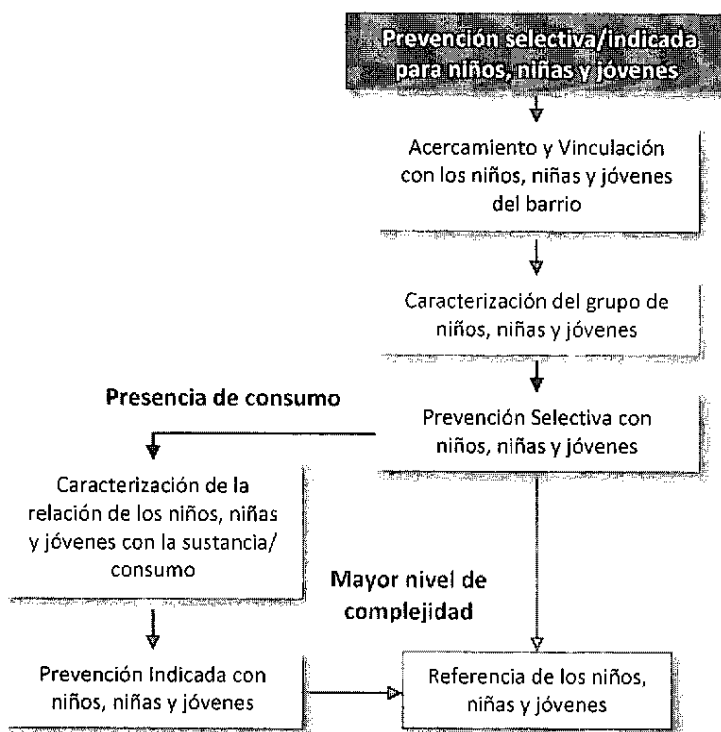 Prevención selectiva/indicada
para niños, niñas y jóvenes
Acercamiento y Vinculación
con los niños, niñas y jóvenes
del barrio
Caracterización del grupo de
niños, niñas y jóvenes
Presencia de consumo
Prevención Selectiva con
niños, niñas y jóvenes
Caracterización de la
relación de los niños, niñas
y jóvenes con la sustancia/
consumo
Mayor nivel de
complejidad
Prevención Indicada con
niños, niñas y jóvenes
Referencia de los niños,
niñas y jóvenes